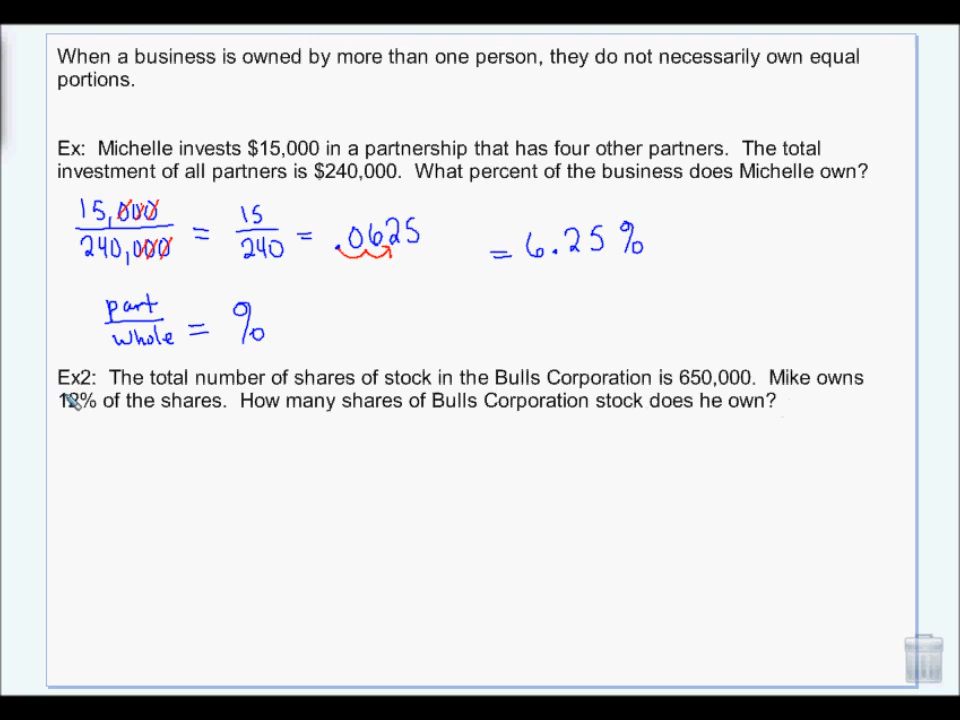 When a business is owned by more than one person, they do not necessarily own equal
portions.
Ex: Michelle invests $15,000 in a partnership that has four other partners. The total
investment of all partners is $240,000. What percent of the business does Michelle own?
15,000 / 240,000 = 15 / 240 = .0625 = 6.25 %
part / whole = %
Ex2: The total number of shares of stock in the Bulls Corporation is 650,000. Mike owns
12% of the shares. How many shares of Bulls Corporation stock does he own?